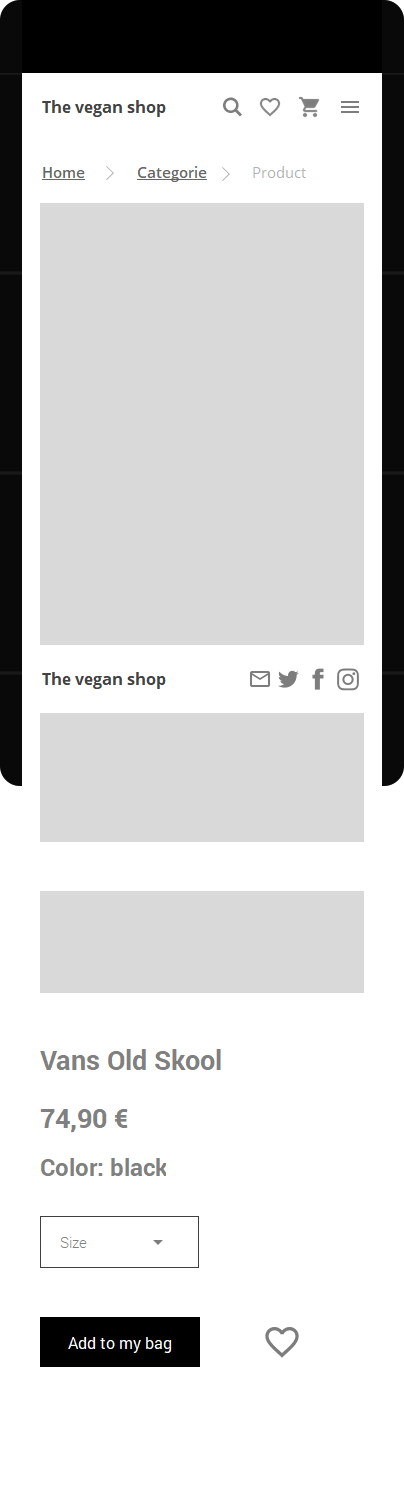 The vegan shop
Home Categorie Product
The vegan shop
Vans Old Skool
74,90 €
Color: black
Size
Add to my bag